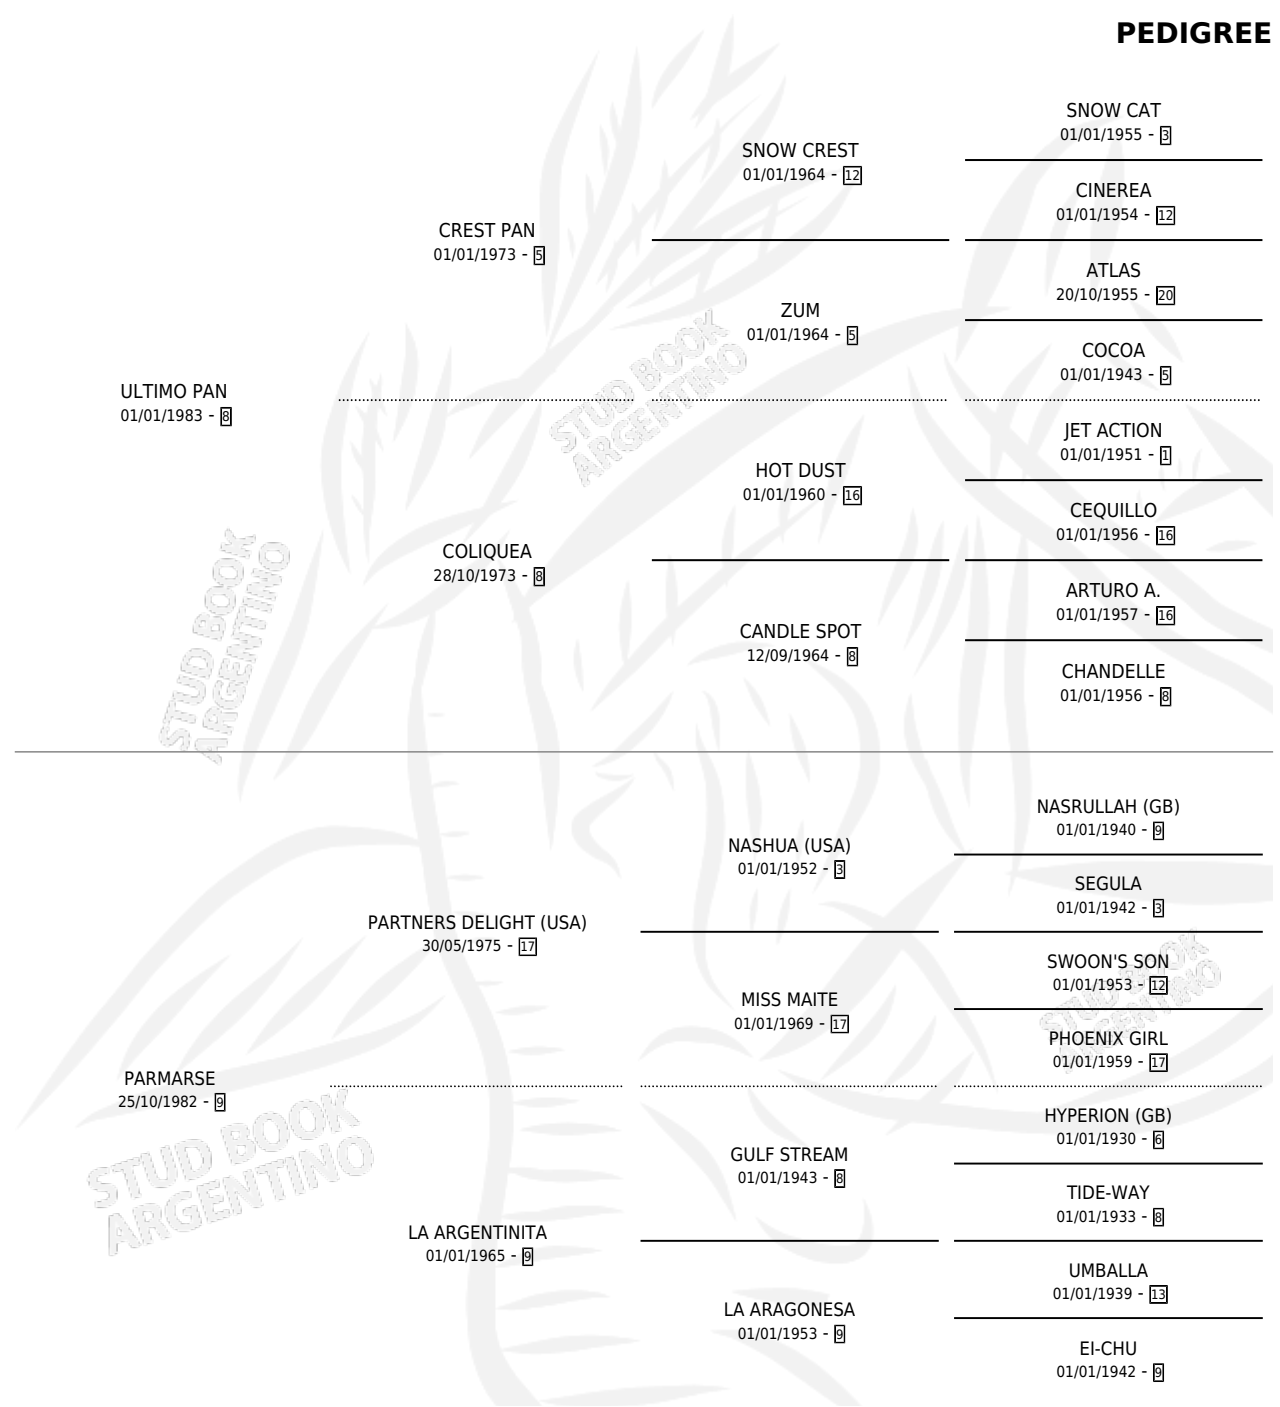 PEDIGREE
SNOW CAT
01/01/1955 - 3
SNOW CREST
01/01/1964 - 12
CINEREA
01/01/1954 - 12
CREST PAN
01/01/1973 - 5
ATLAS
20/10/1955 - 20
ZUM
01/01/1964 - 5
COCOA
01/01/1943 - 5
ULTIMO PAN
01/01/1983 - 8
JET ACTION
01/01/1951 - 1
HOT DUST
01/01/1960 - 16
CEQUILLO
01/01/1956 - 16
COLIQUEA
28/10/1973 - 8
ARTURO A.
01/01/1957 - 16
CANDLE SPOT
12/09/1964 - 8
CHANDELLE
01/01/1956 - 8
STUD BOOK
ARGENTINO
STUD BOOK
ARGENTINO
NASRULLAH (GB)
01/01/1940 - 9
NASHUA (USA)
01/01/1952 - 3
SEGULA
01/01/1942 - 3
PARTNERS DELIGHT (USA)
30/05/1975 - 17
SWOON'S SON
01/01/1953 - 12
MISS MAITE
01/01/1969 - 17
PHOENIX GIRL
01/01/1959 - 17
PARMARSE
25/10/1982 - 9
HYPERION (GB)
01/01/1930 - 6
GULF STREAM
01/01/1943 - 8
TIDE-WAY
01/01/1933 - 8
LA ARGENTINITA
01/01/1965 - 9
UMBALLA
01/01/1939 - 13
LA ARAGONESA
01/01/1953 - 9
EI-CHU
01/01/1942 - 9
STUD BOOK
ARGENTINO
STUD BOOK
ARGENTINO